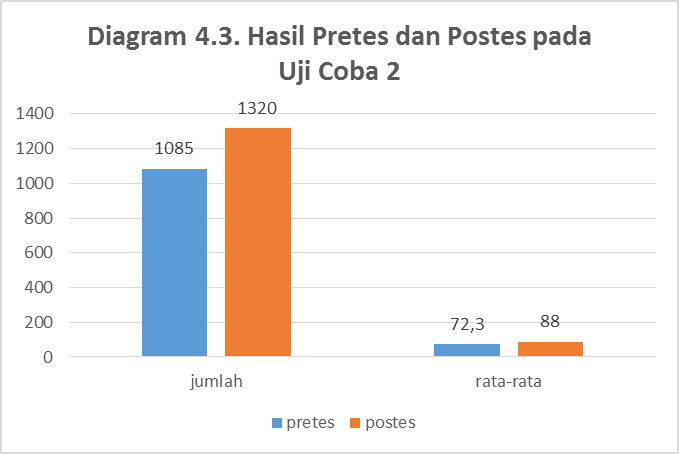 Diagram 4.3. Hasil Pretes dan Postes pada
Uji Coba 2
1400
1200
1000
800
600
400
200
0
1085
1320
72,3
88
jumlah
rata-rata
pretes
postes